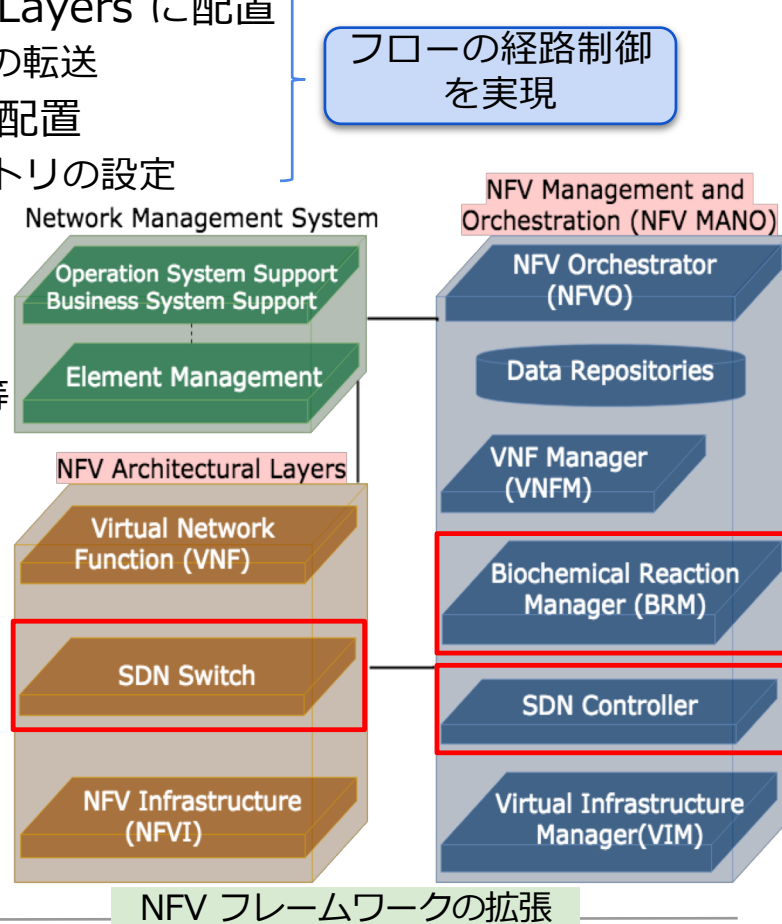 Layers に配置
の転送
配置
トリの設定
フローの経路制御
を実現
Network Management System
Operation System Support
Business System Support
Element Management
等
NFV Architectural Layers
Virtual Network
Function (VNF)
SDN Switch
NFV Infrastructure
(NFVI)
NFV Management and
Orchestration (NFV MANO)
NFV Orchestrator
(NFVO)
Data Repositories
VNF Manager
(VNFM)
Biochemical Reaction
Manager (BRM)
SDN Controller
Virtual Infrastructure
Manager(VIM)
NFV フレームワークの拡張